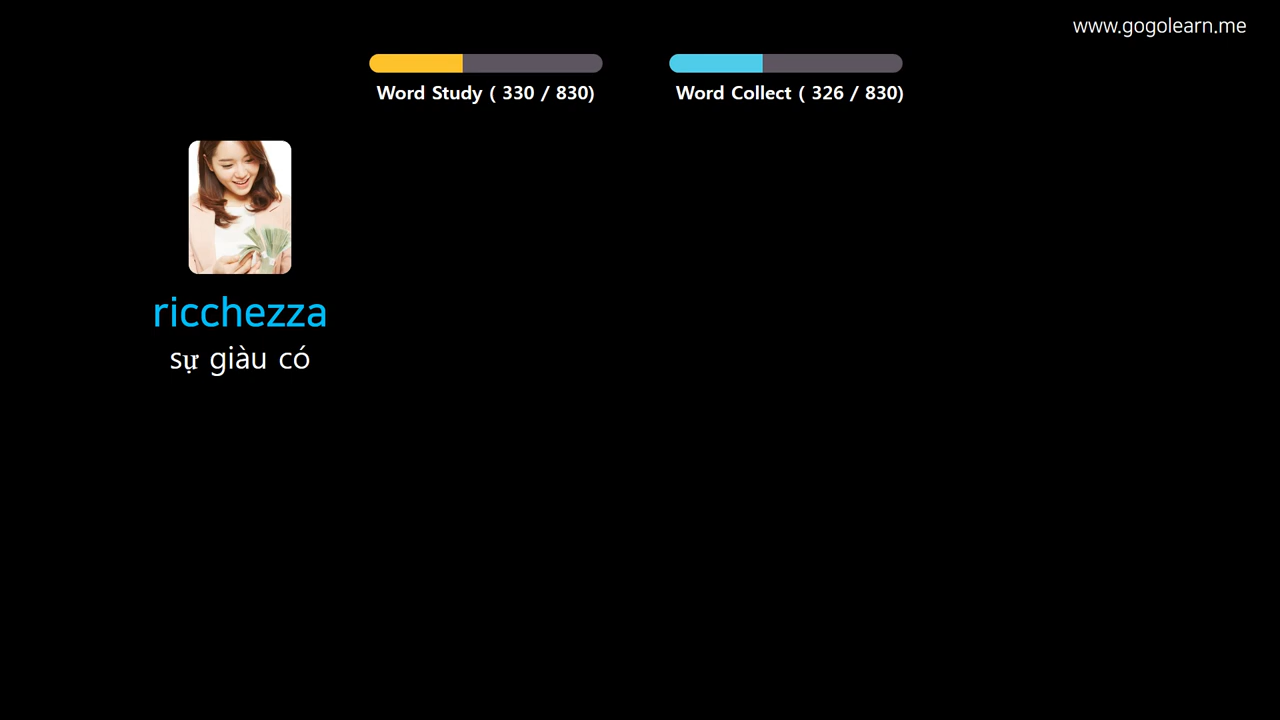 www.gogolearn.me
Word Study ( 330 / 830)
Word Collect ( 326 / 830)
ricchezza
sự giàu có